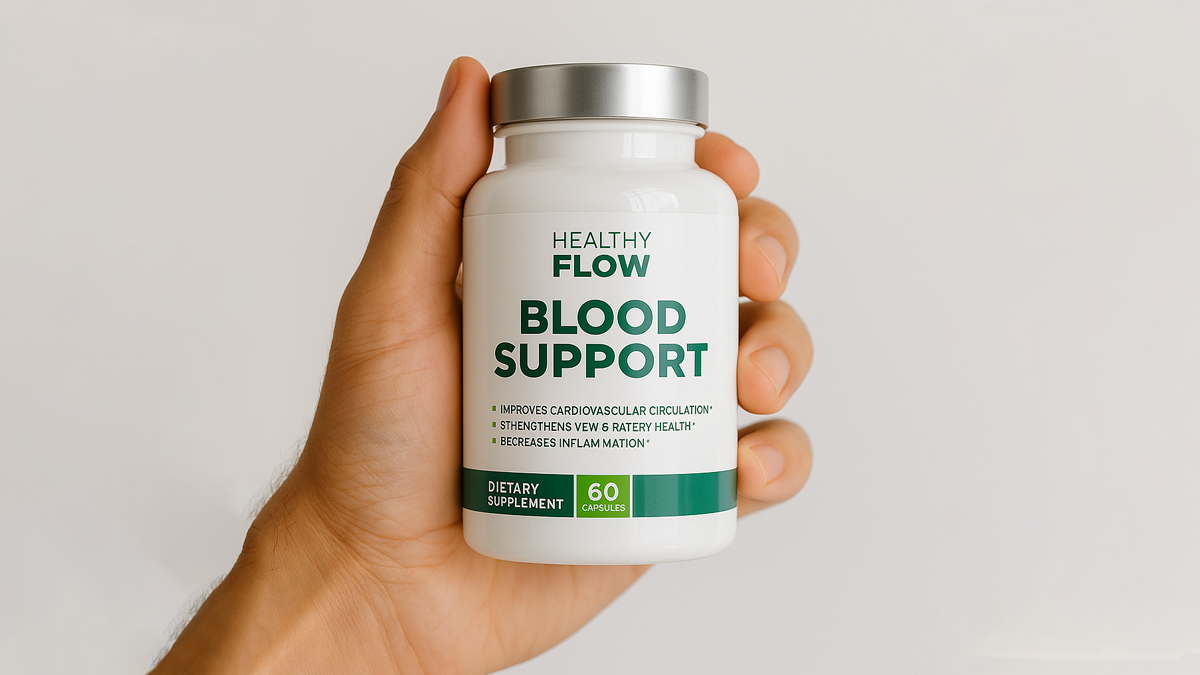 HEALTHY
FLOW
BLOOD
SUPPORT
IMPROVES CARDIOVASCULAR CIRCULATION*
STHENGTHENS VEW & RATERY HEALTH*
BECREASES INFLAM MATION*
DIETARY
SUPPLEMENT
60
CAPSULES